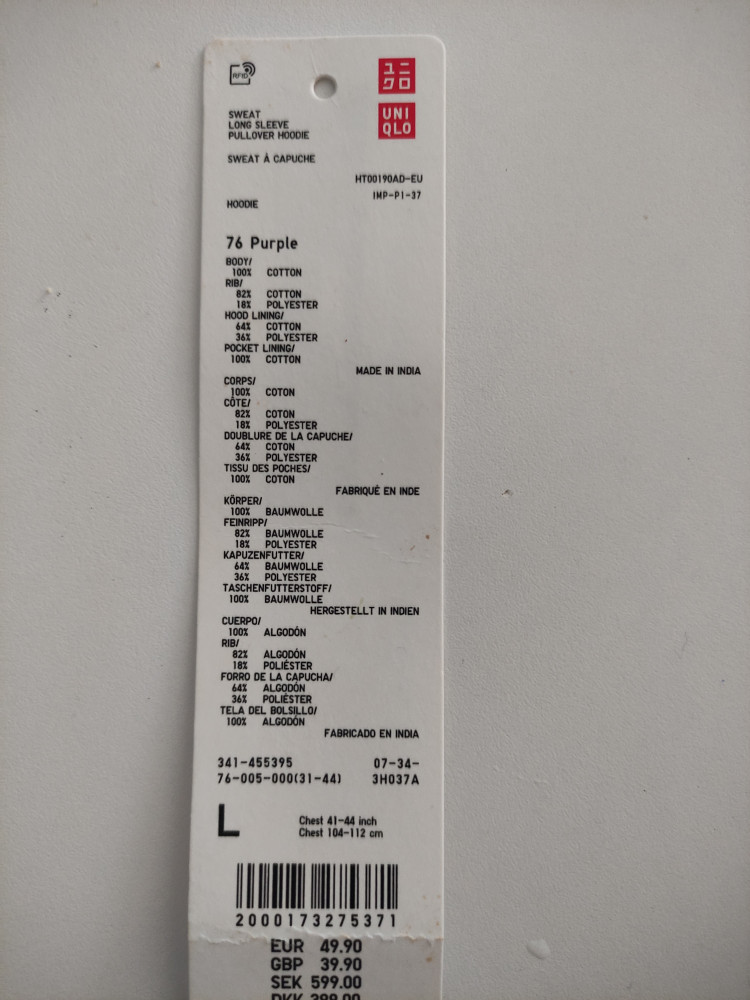 RFID
ユニ
クロ
UNI
QLO
SWEAT
LONG SLEEVE
PULLOVER HOODIE
SWEAT À CAPUCHE
HT00190AD-EU
IMP-P1-37
HOODIE
76 Purple
BODY/
100% COTTON
RIB/
82% COTTON
18% POLYESTER
HOOD LINING/
64% COTTON
36% POLYESTER
POCKET LINING/
100% COTTON
MADE IN INDIA
CORPS/
100% COTON
CÔTE/
82% COTON
18% POLYESTER
DOUBLURE DE LA CAPUCHE/
64% COTON
36% POLYESTER
TISSU DES POCHES/
100% COTON
FABRIQUÉ EN INDE
KÖRPER/
100% BAUMWOLLE
FEINRIPP/
82% BAUMWOLLE
18% POLYESTER
KAPUZENFUTTER/
64% BAUMWOLLE
36% POLYESTER
TASCHENFUTTERSTOFF/
100% BAUMWOLLE
HERGESTELLT IN INDIEN
CUERPO/
100% ALGODÓN
RIB/
82% ALGODÓN
18% POLIÉSTER
FORRO DE LA CAPUCHA/
64% ALGODÓN
36% POLIÉSTER
TELA DEL BOLSILLO/
100% ALGODÓN
FABRICADO EN INDIA
341-455395 07-34-
76-005-000(31-44) 3H037A
L
Chest 41-44 inch
Chest 104-112 cm
2000173275371
EUR 49.90
GBP 39.90
SEK 599.00
DKK 399.00